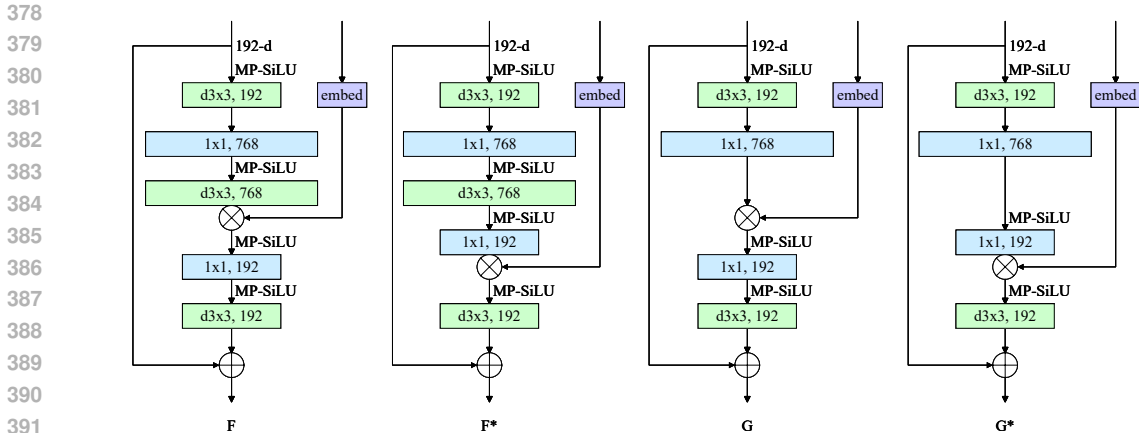 378
379
380
381
382
383
384
385
386
387
388
389
390
391
192-d
MP-SiLU
d3x3, 192
embed
1x1, 768
MP-SiLU
d3x3, 768
MP-SiLU
1x1, 192
MP-SiLU
d3x3, 192
F
192-d
MP-SiLU
d3x3, 192
embed
1x1, 768
MP-SiLU
d3x3, 768
MP-SiLU
1x1, 192
MP-SiLU
d3x3, 192
F*
192-d
MP-SiLU
d3x3, 192
embed
1x1, 768
MP-SiLU
1x1, 192
MP-SiLU
d3x3, 192
G
192-d
MP-SiLU
d3x3, 192
embed
1x1, 768
MP-SiLU
1x1, 192
MP-SiLU
d3x3, 192
G*